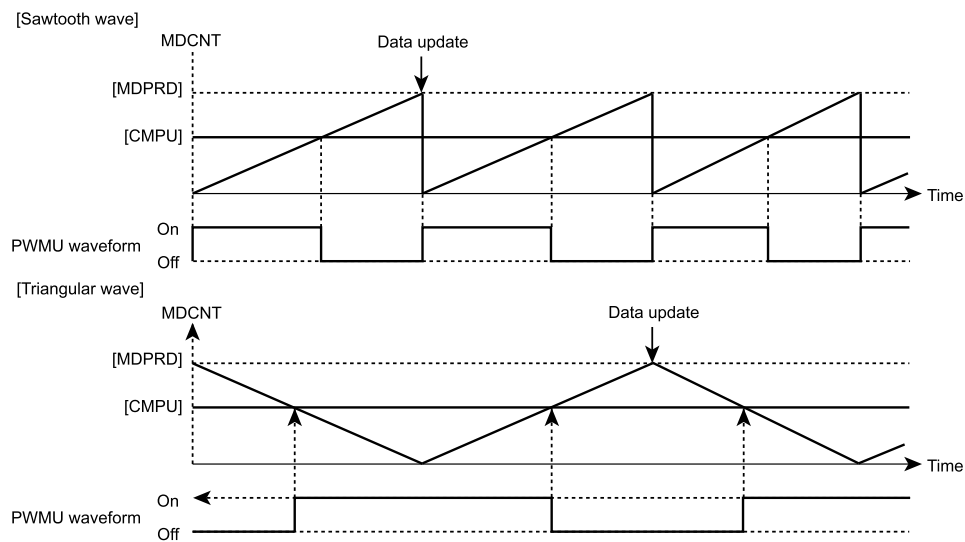 [Sawtooth wave]
MDCNT
Data update
[MDPRD]
[CMPU]
Time
On
PWMU waveform
Off
[Triangular wave]
MDCNT
Data update
[MDPRD]
[CMPU]
Time
On
PWMU waveform
Off